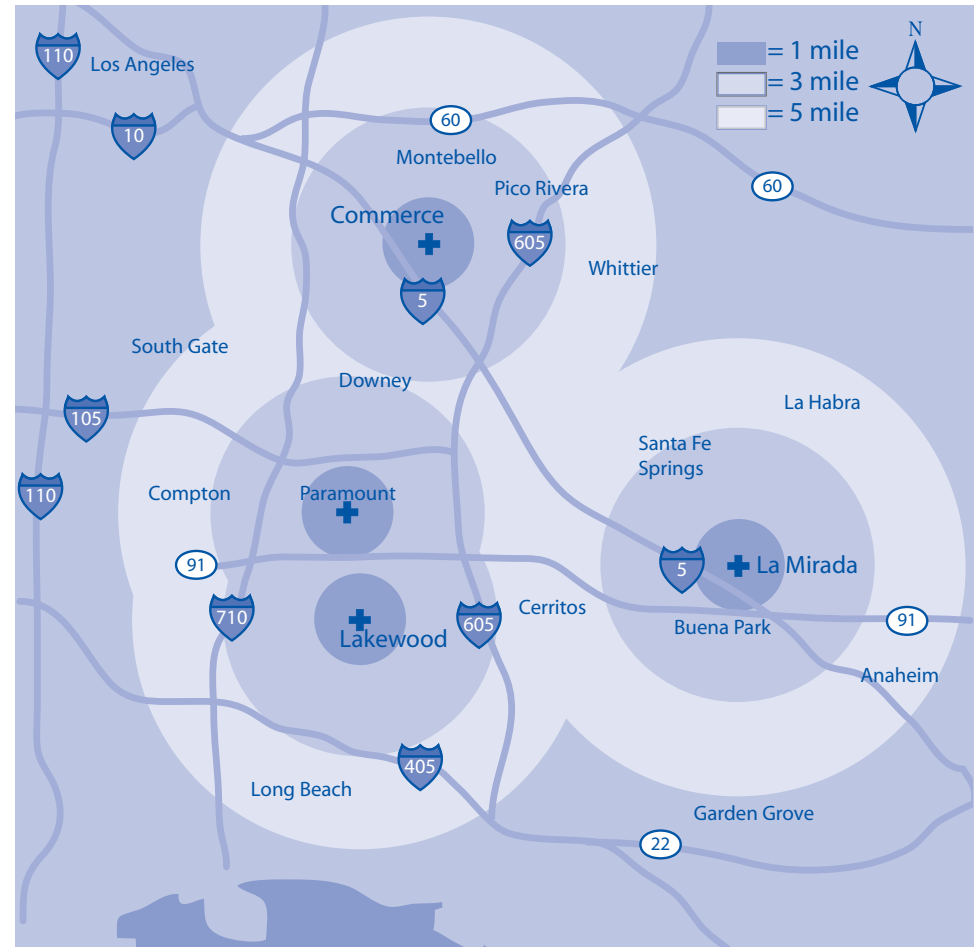 N
= 1 mile
= 3 mile
= 5 mile
110
Los Angeles
10
60
Montebello
Pico Rivera
60
Commerce
605
Whittier
5
South Gate
Downey
105
La Habra
Santa Fe
Springs
110
Compton
Paramount
91
5
La Mirada
710
Lakewood
605
Cerritos
Buena Park
91
Anaheim
405
Long Beach
Garden Grove
22